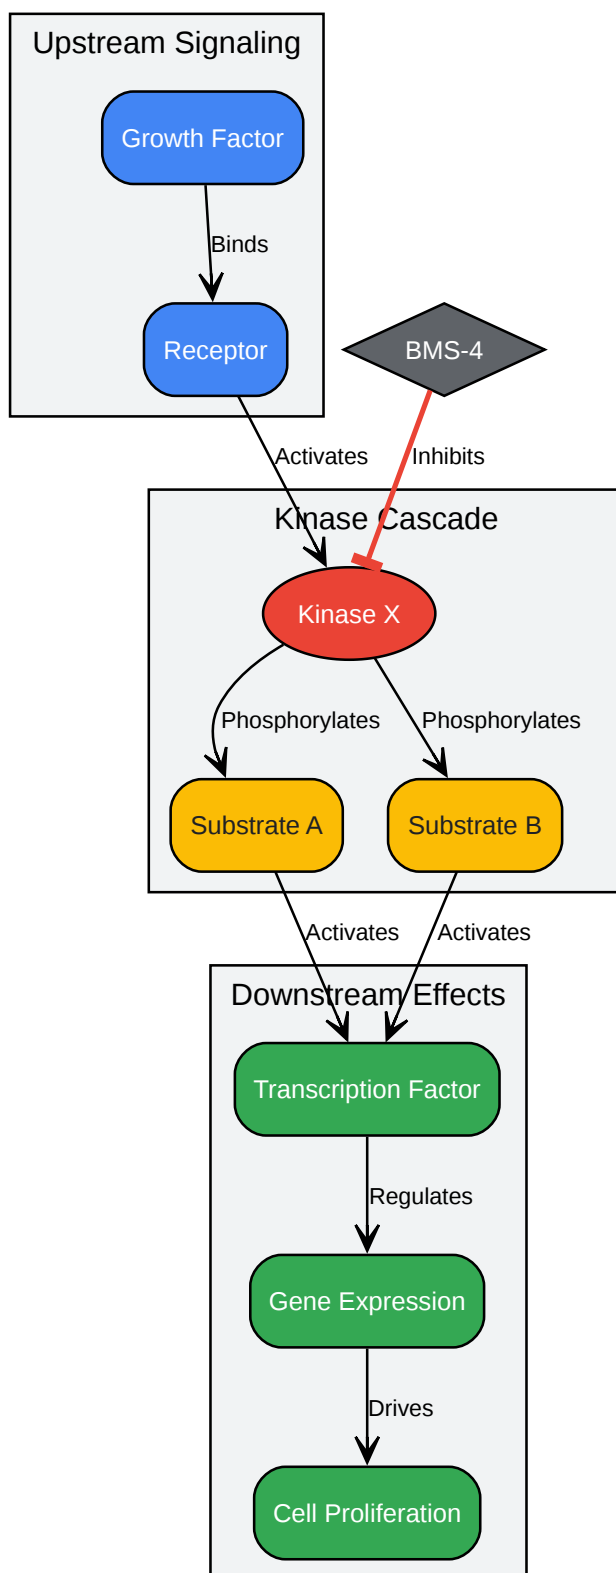 Upstream Signaling
Growth Factor
Binds
Receptor
BMS-4
Activates
Inhibits
Kinase Cascade
Kinase X
Phosphorylates
Phosphorylates
Substrate A
Substrate B
Activates
Activates
Downstream Effects
Transcription Factor
Regulates
Gene Expression
Drives
Cell Proliferation